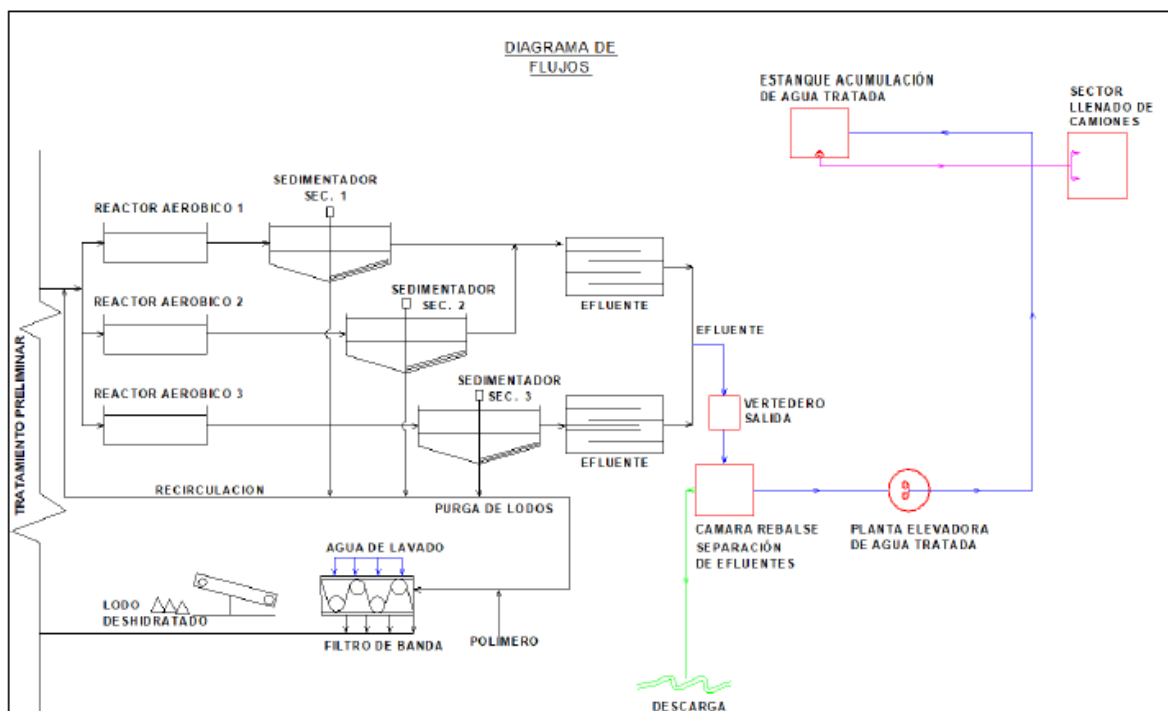 DIAGRAMA DE
FLUJOS
ESTANQUE ACUMULACIÓN
DE AGUA TRATADA
SECTOR
LLENADO DE
CAMIONES
SEDIMENTADOR
SEC. 1
REACTOR AEROBICO 1
SEDIMENTADOR
SEC. 2
REACTOR AEROBICO 2
EFLUENTE
EFLUENTE
TRATAMIENTO PRELIMINAR
SEDIMENTADOR
SEC. 3
REACTOR AEROBICO 3
VERTEDERO
SALIDA
EFLUENTE
RECIRCULACION
PURGA DE LODOS
CAMARA REBALSE
SEPARACIÓN
DE EFLUENTES
PLANTA ELEVADORA
DE AGUA TRATADA
AGUA DE LAVADO
LODO
DESHIDRATADO
FILTRO DE BANDA
POLÍMERO
DESCARGA